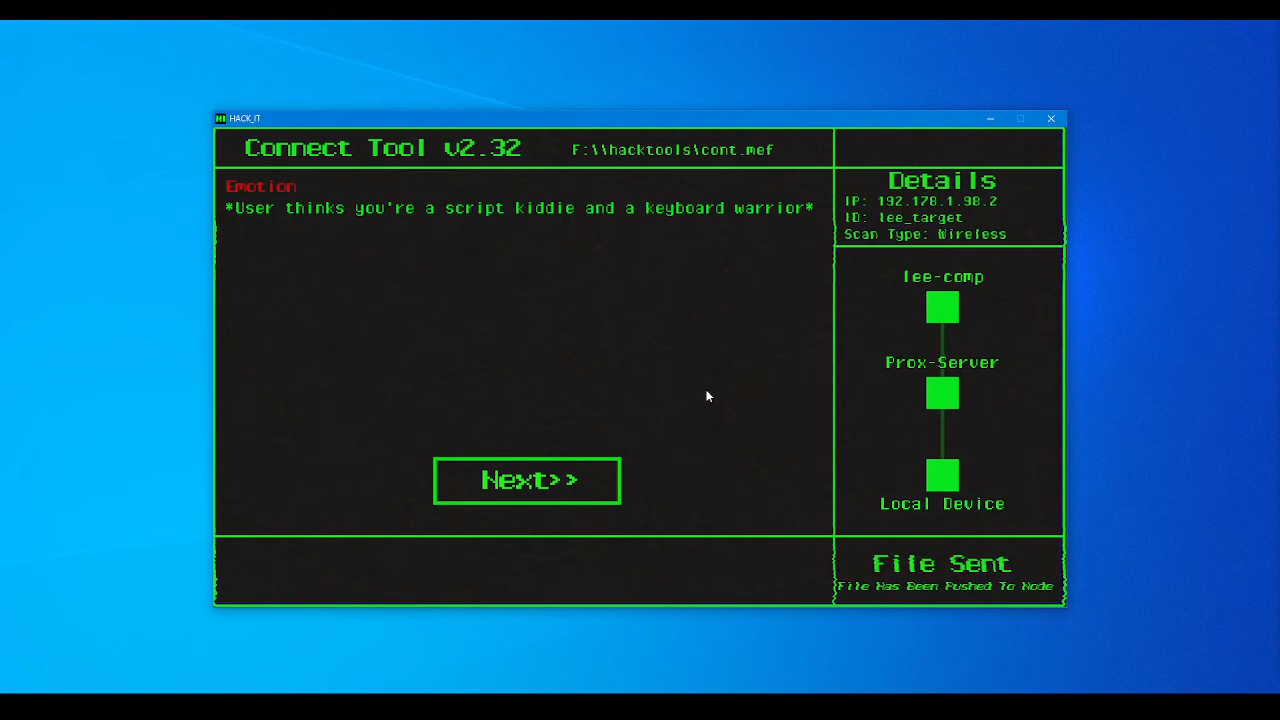 HACK_IT
Connect Tool v2.32
F:\\hacktools\cont.mef
Emotion
*User thinks you're a script kiddie and a keyboard warrior*
Next>>
Details
IP: 192.178.1.98.2
ID: lee_target
Scan Type: Wireless
lee-comp
Prox-Server
Local Device
File Sent
File Has Been Pushed To Node